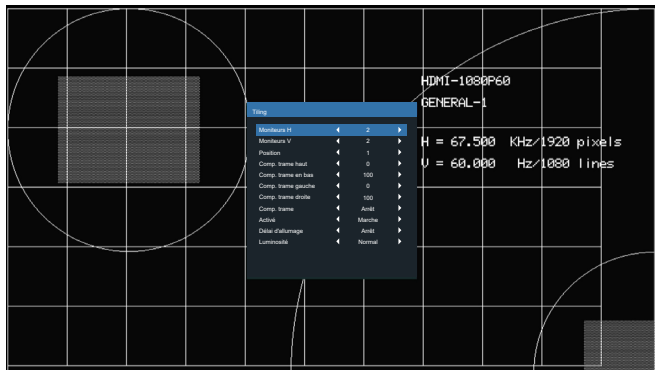 HDMI-1080P60
GENERAL-1
H = 67.500 KHz/1920 pixels
V = 60.000 Hz/1080 lines
Tiling
Moniteurs H 2
Moniteurs V 2
Position 1
Comp. trame haut 0
Comp. trame en bas 100
Comp. trame gauche 0
Comp. trame droite 100
Comp. trame Arrêt
Activé Marche
Délai d'allumage Arrêt
Luminosité Normal